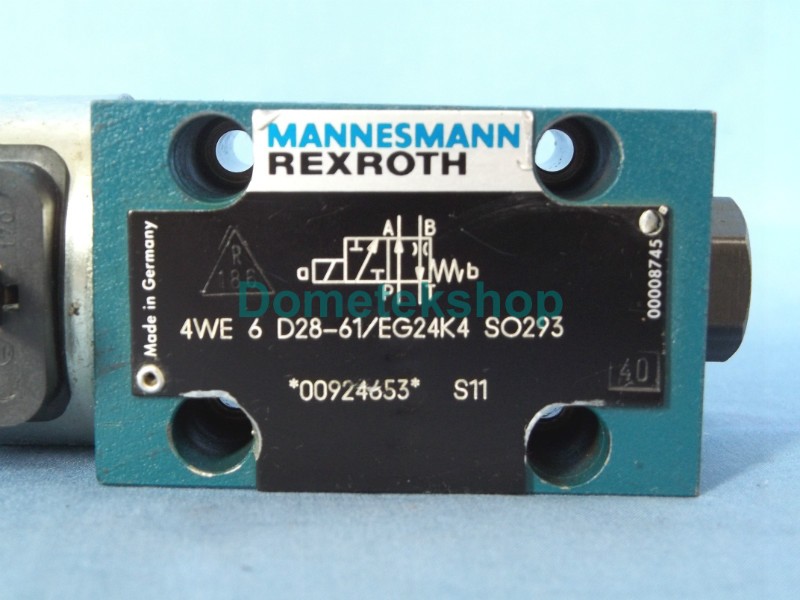 MANNESMANN
REXROTH
Made in Germany
R
A B
a b
P T
00008745
Dometekshop
4WE 6 D28-61/EG24K4 SO293
*00924653* S11
40